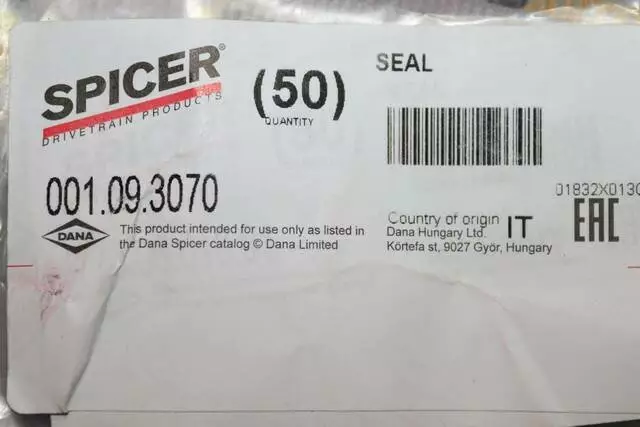 SPICER®
DRIVETRAIN PRODUCTS
(50)
QUANTITY
SEAL
001.09.3070
01832X0130
DANA
This product intended for use only as listed in
the Dana Spicer catalog © Dana Limited
Country of origin IT
Dana Hungary Ltd.
Körtefa st, 9027 Győr, Hungary
EAC